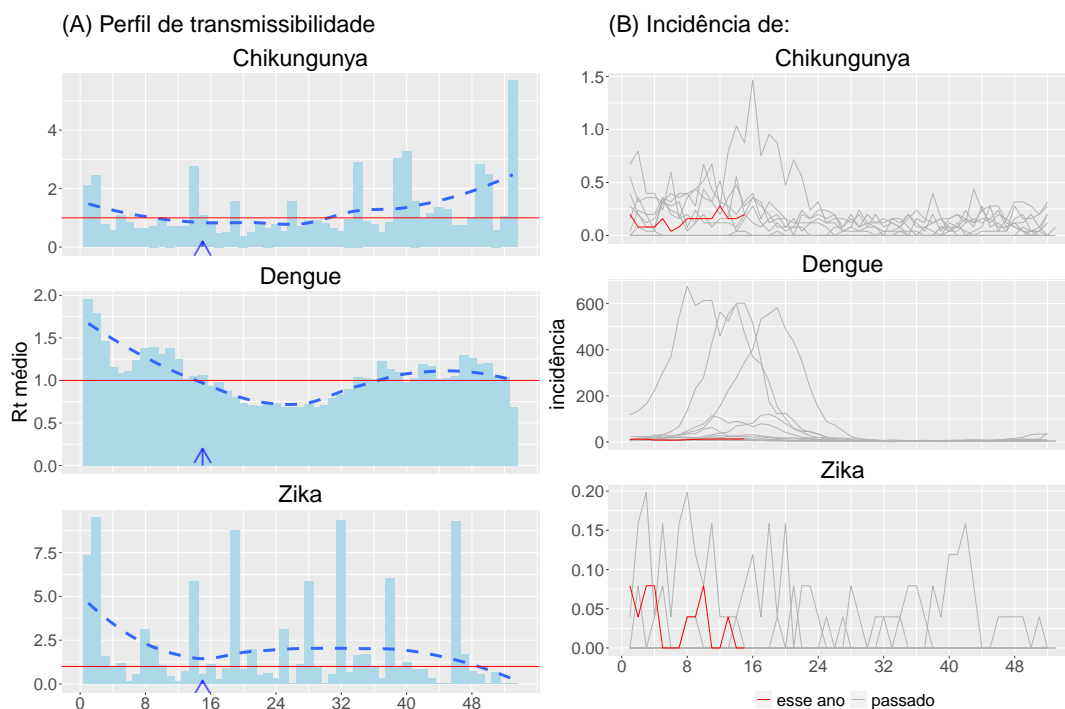 (A) Perfil de transmissibilidade
Chikungunya
4
2
0
Dengue
2.0
1.5
1.0
0.5
0.0
Rt médio
Zika
7.5
5.0
2.5
0.0
0 8 16 24 32 40 48
(B) Incidência de:
Chikungunya
1.5
1.0
0.5
0.0
Dengue
600
400
200
0
incidência
Zika
0.20
0.15
0.10
0.05
0.00
0 8 16 24 32 40 48
esse ano passado